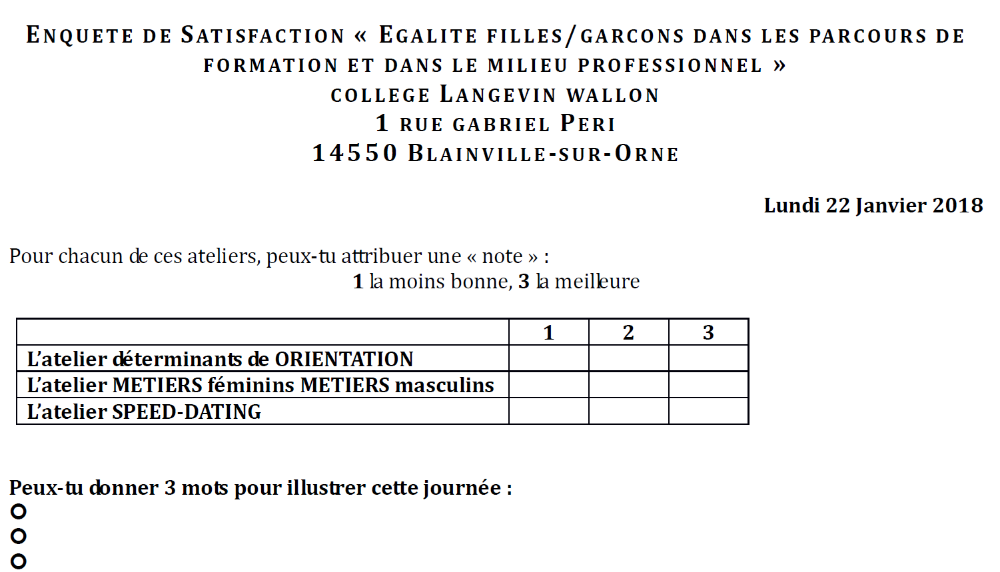 ENQUETE DE SATISFACTION « EGALITE FILLES/GARCONS DANS LES PARCOURS DE
FORMATION ET DANS LE MILIEU PROFESSIONNEL »
COLLEGE LANGEVIN WALLON
1 RUE GABRIEL PERI
14550 BLAINVILLE-SUR-ORNE
Lundi 22 Janvier 2018
Pour chacun de ces ateliers, peux-tu attribuer une « note » :
1 la moins bonne, 3 la meilleure
1 2 3
L’atelier déterminants de ORIENTATION
L’atelier METIERS féminins METIERS masculins
L’atelier SPEED-DATING
Peux-tu donner 3 mots pour illustrer cette journée :